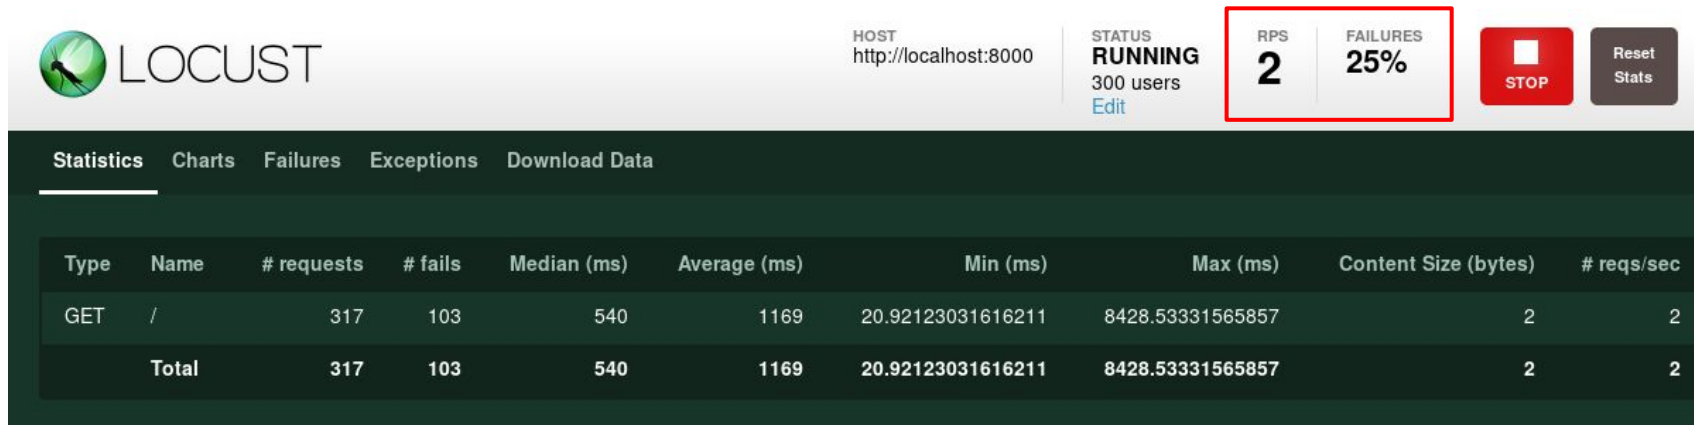 LOCUST
HOST
http://localhost:8000
STATUS
RUNNING
300 users
Edit
RPS
2
FAILURES
25%
STOP
Reset
Stats
Statistics Charts Failures Exceptions Download Data
Type Name # requests # fails Median (ms) Average (ms) Min (ms) Max (ms) Content Size (bytes) # reqs/sec
GET / 317 103 540 1169 20.92123031616211 8428.53331565857 2 2
Total 317 103 540 1169 20.92123031616211 8428.53331565857 2 2